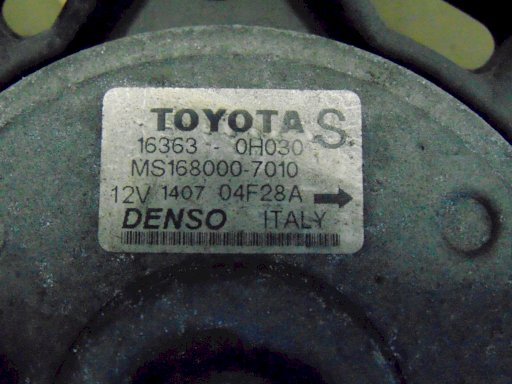 TOYOTA S
16363-0H030
MS168000-7010
12V 1407 04F28A
DENSO ITALY